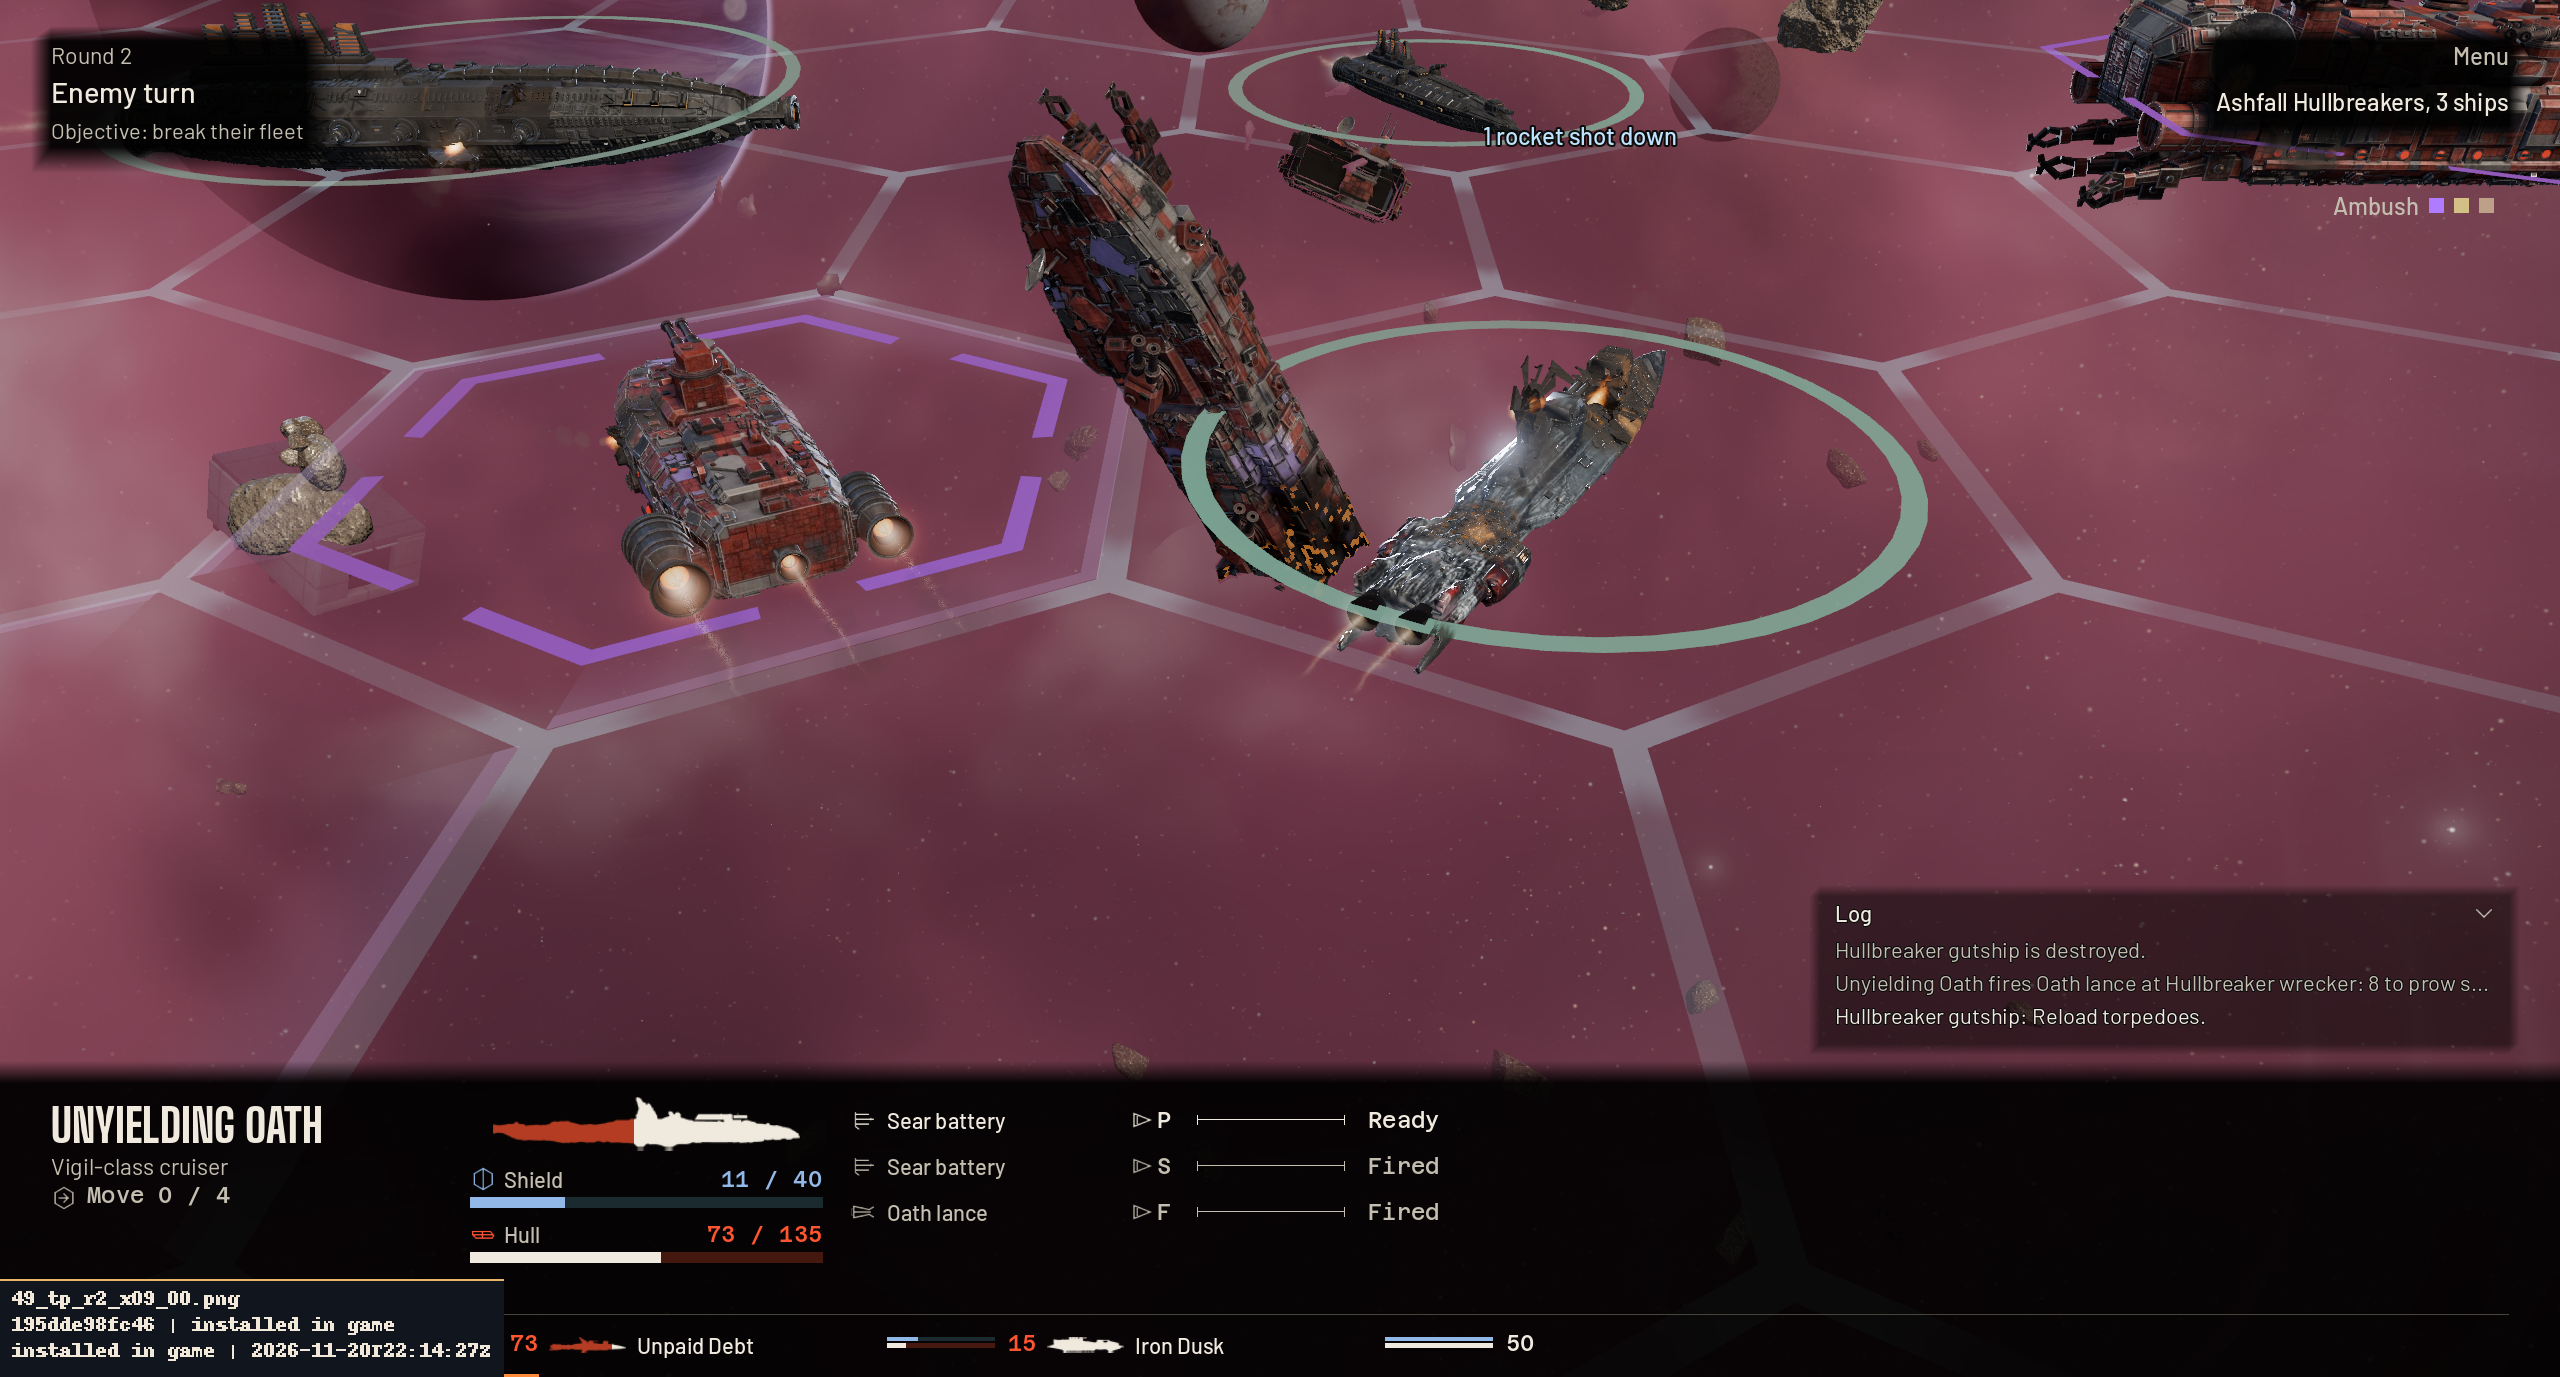 Round 2
Enemy turn
Objective: break their fleet
Menu
Ashfall Hullbreakers, 3 ships
Ambush
1 rocket shot down
Log
Hullbreaker gutship is destroyed.
Unyielding Oath fires Oath lance at Hullbreaker wrecker: 8 to prow s...
Hullbreaker gutship: Reload torpedoes.
UNYIELDING OATH
Vigil-class cruiser
Move 0 / 4
Shield 11 / 40
Hull 73 / 135
Sear battery P Ready
Sear battery S Fired
Oath lance F Fired
49_tp_r2_x09_00.png
195dde98fc46 | installed in game
installed in game | 2026-11-20T22:14:27Z
73 Unpaid Debt 15 Iron Dusk 50